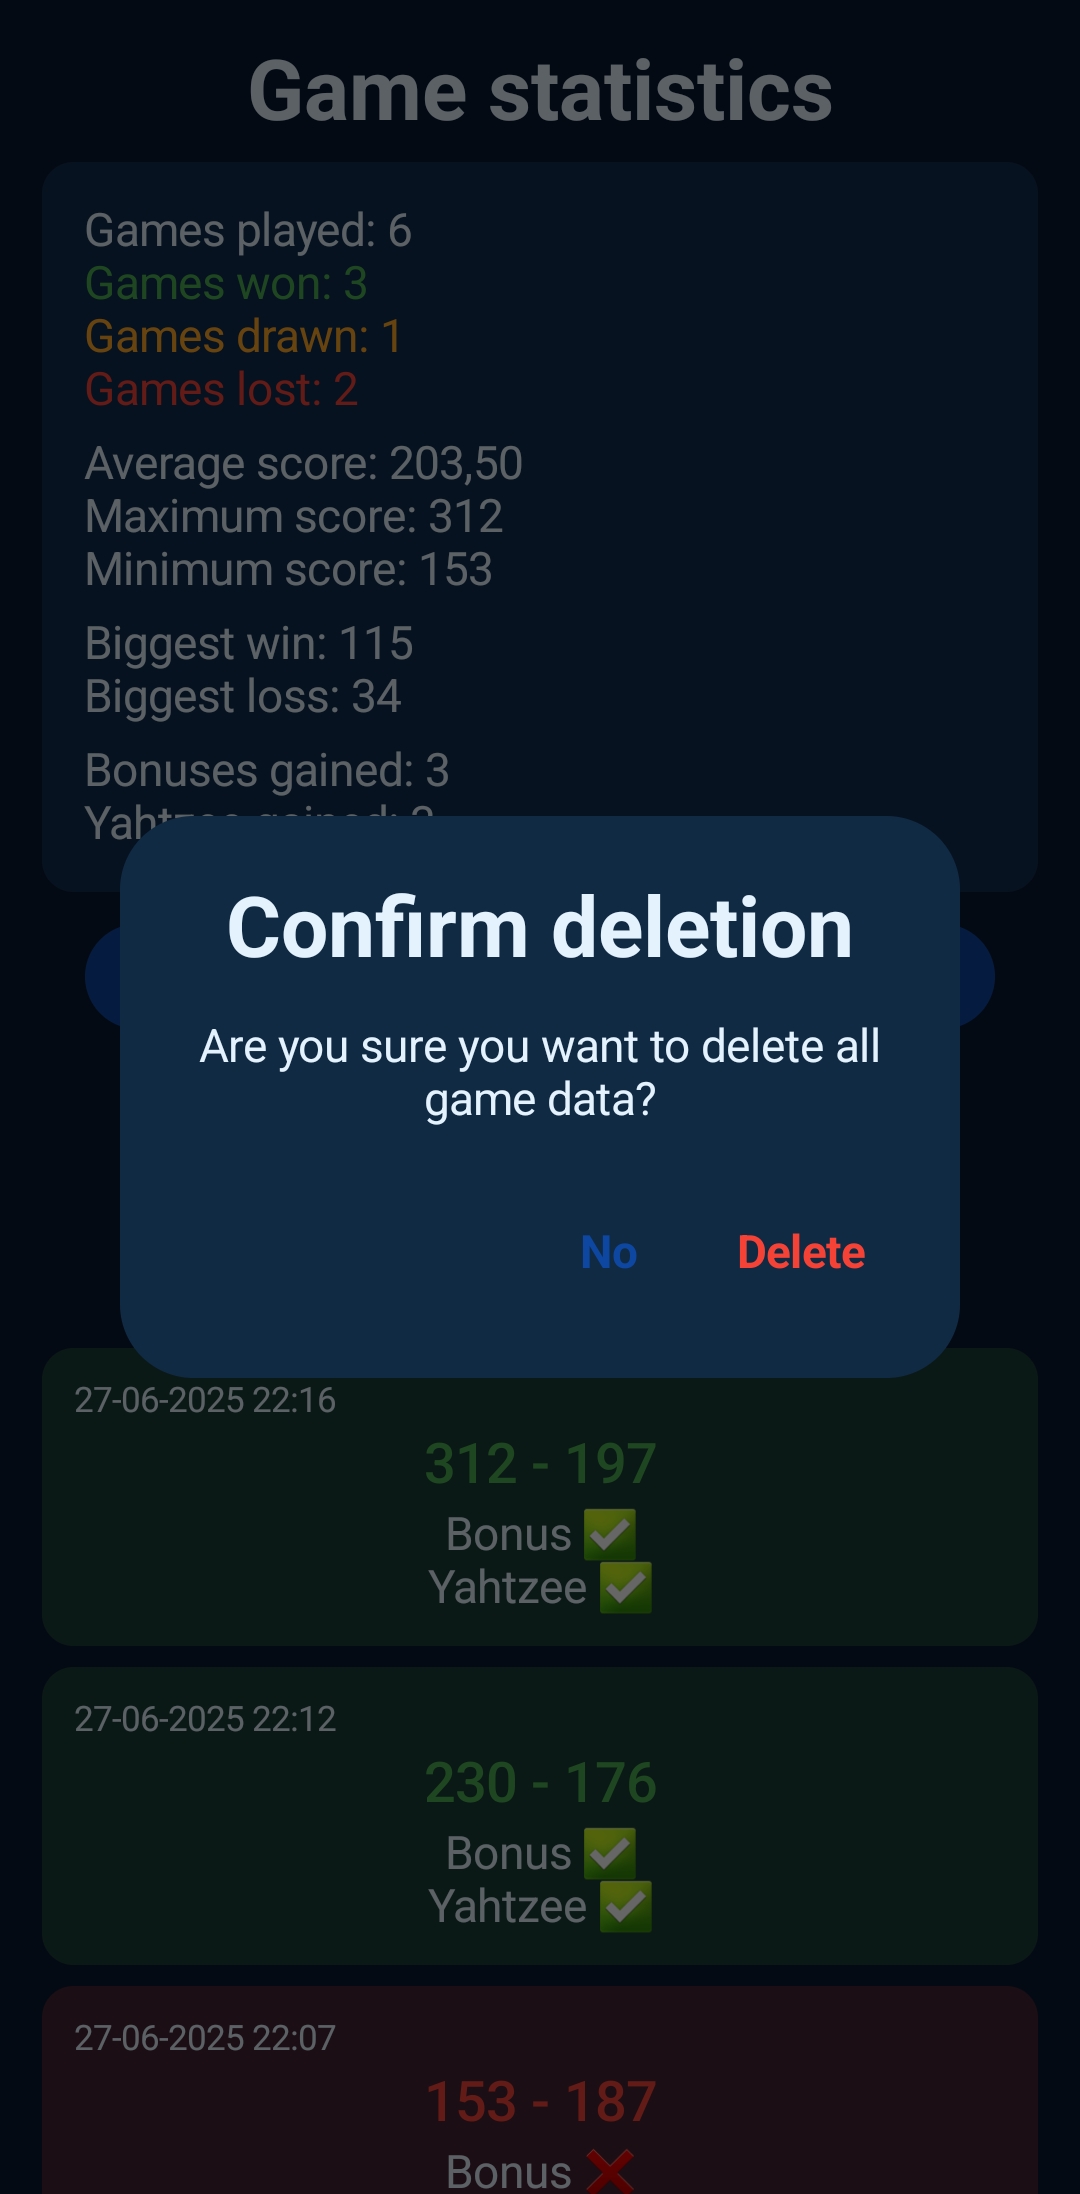 Game statistics
Games played: 6
Games won: 3
Games drawn: 1
Games lost: 2
Average score: 203,50
Maximum score: 312
Minimum score: 153
Biggest win: 115
Biggest loss: 34
Bonuses gained: 3
Yahtzee gained:
Confirm deletion
Are you sure you want to delete all
game data?
No Delete
27-06-2025 22:16
312 - 197
Bonus ✅
Yahtzee ✅
27-06-2025 22:12
230 - 176
Bonus ✅
Yahtzee ✅
27-06-2025 22:07
153 - 187
Bonus ❌